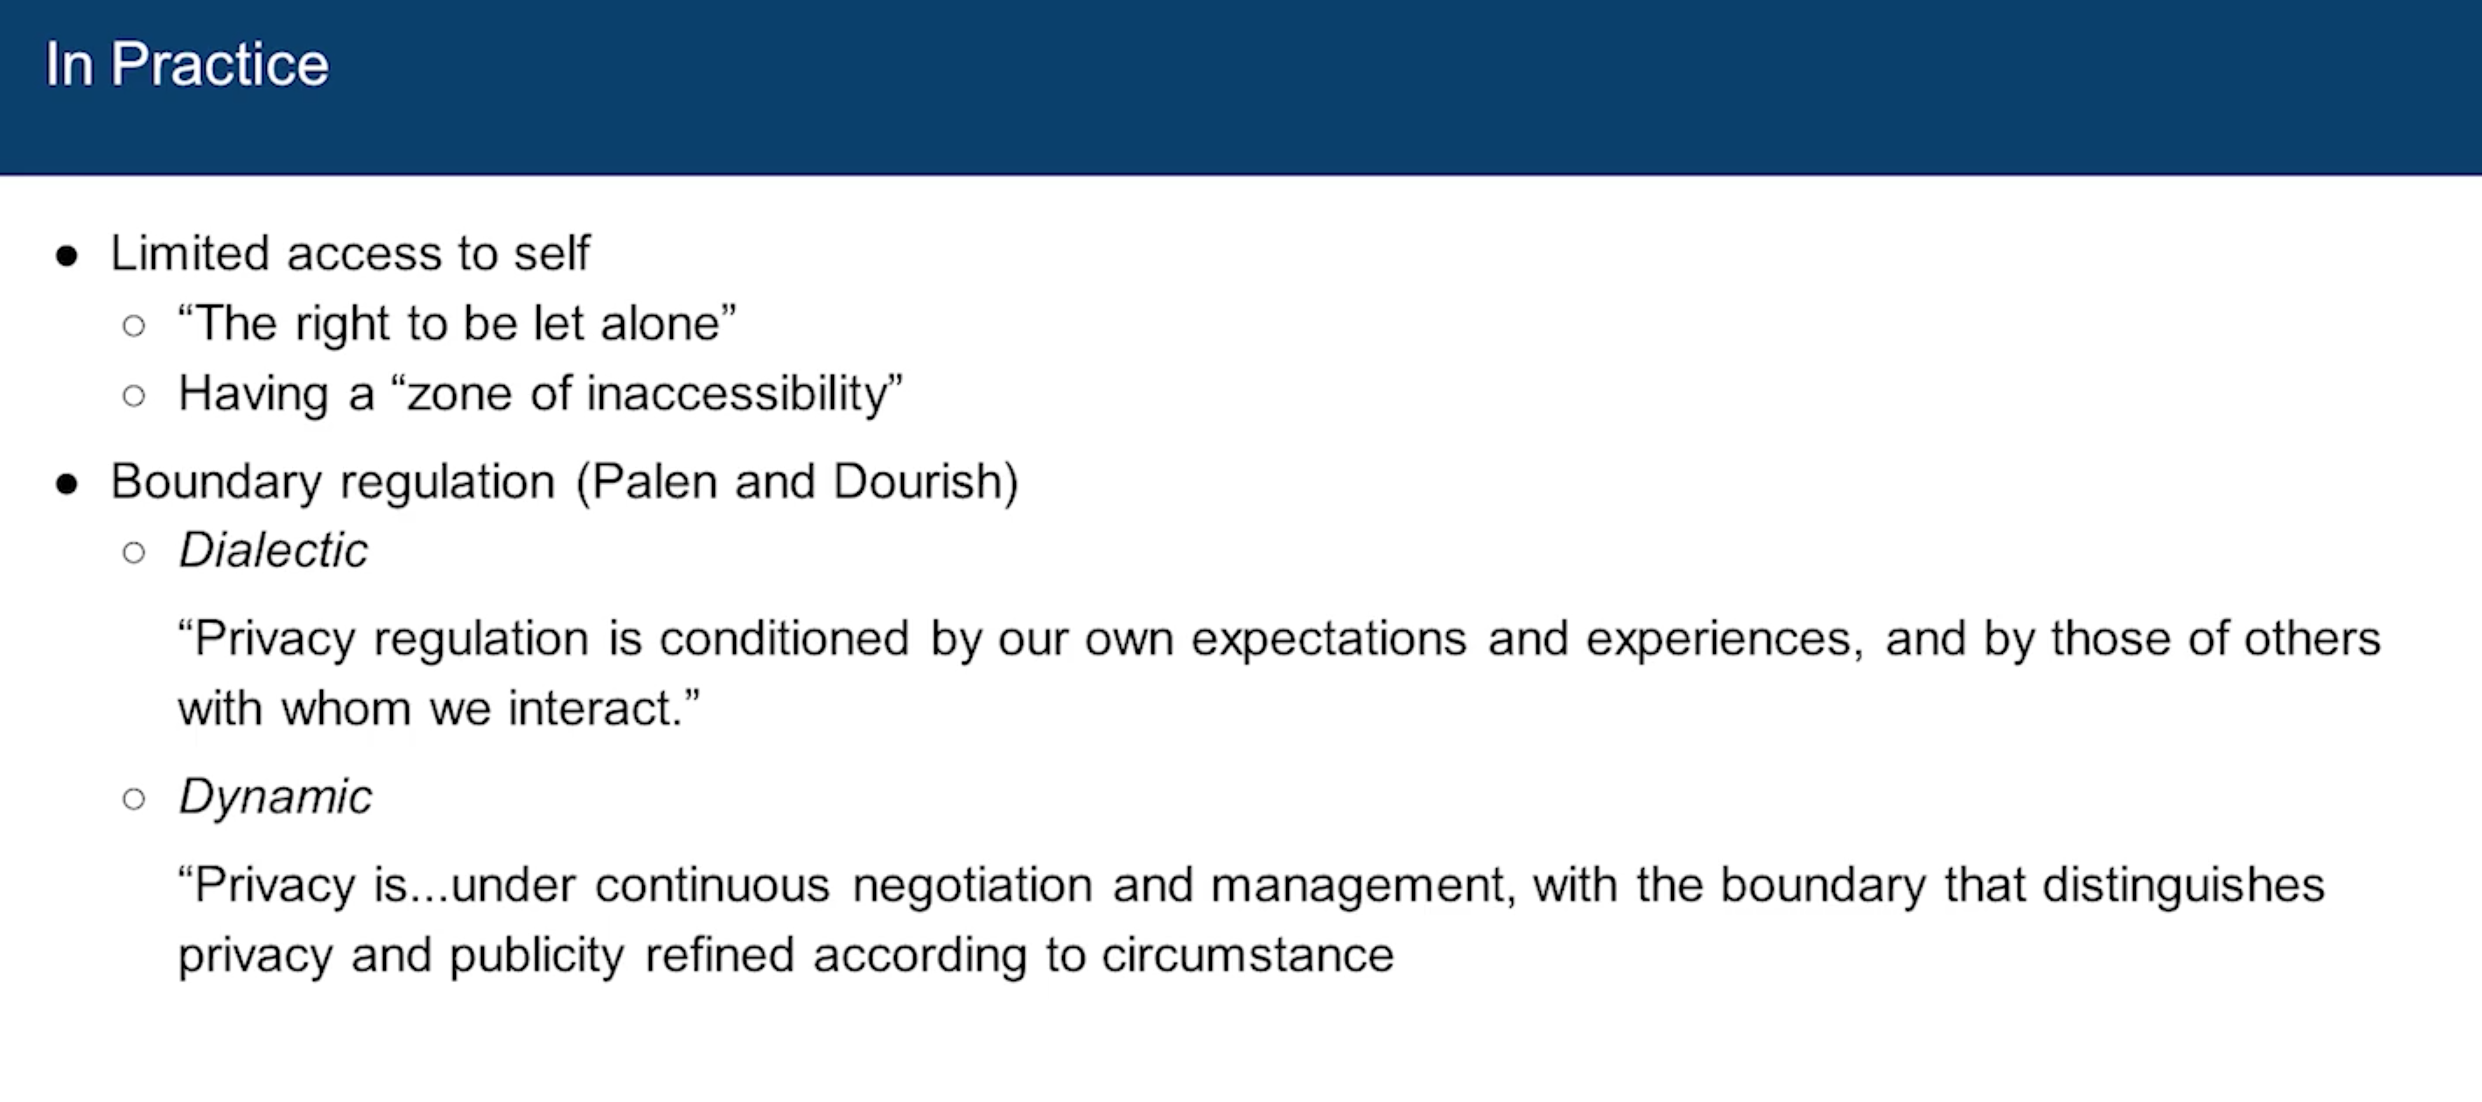 In Practice
● Limited access to self
○ “The right to be let alone”
○ Having a “zone of inaccessibility”
● Boundary regulation (Palen and Dourish)
○ Dialectic
“Privacy regulation is conditioned by our own expectations and experiences, and by those of others
with whom we interact.”
○ Dynamic
“Privacy is...under continuous negotiation and management, with the boundary that distinguishes
privacy and publicity refined according to circumstance